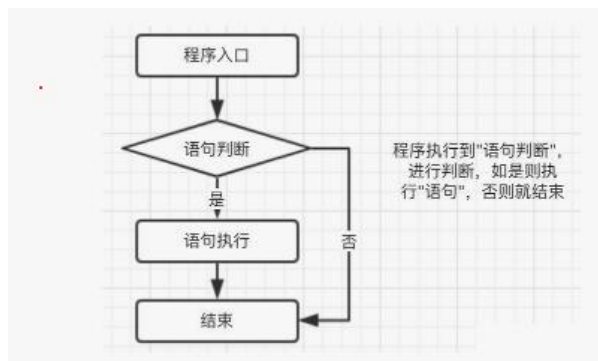 程序入口
语句判断
程序执行到"语句判断",
进行判断，如是则执
行"语句"，否则就结束
是
语句执行
否
结束